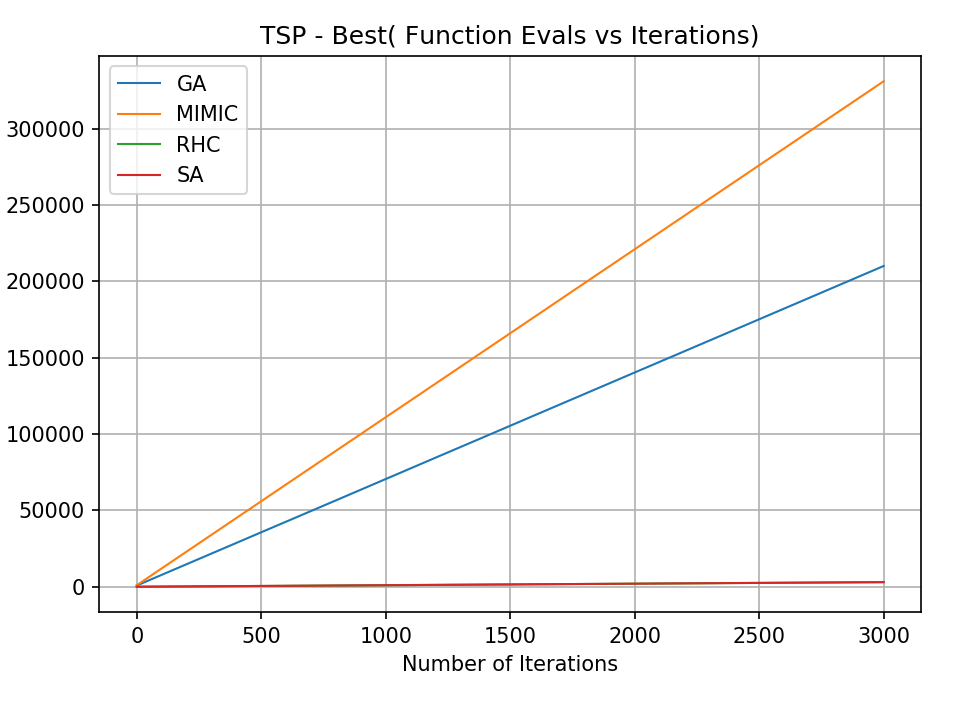 TSP - Best( Function Evals vs Iterations)
GA
MIMIC
RHC
SA
300000
250000
200000
150000
100000
50000
0
0 500 1000 1500 2000 2500 3000
Number of Iterations